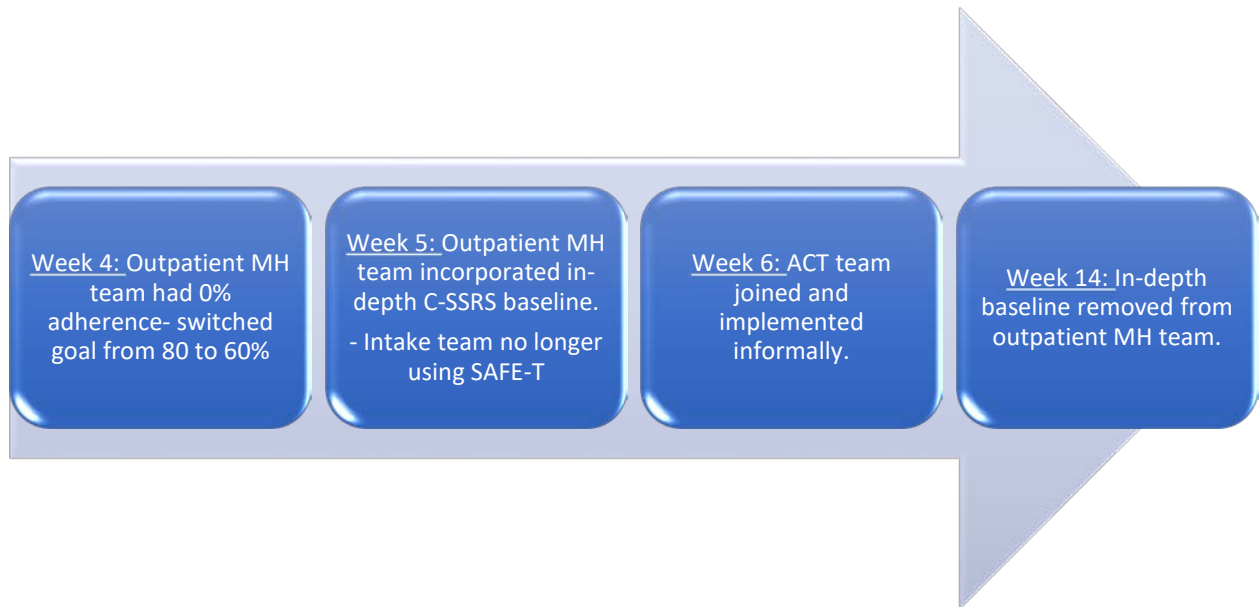 Week 4: Outpatient MH
team had 0%
adherence- switched
goal from 80 to 60%
Week 5: Outpatient MH
team incorporated in-
depth C-SSRS baseline.
- Intake team no longer
using SAFE-T
Week 6: ACT team
joined and
implemented
informally.
Week 14: In-depth
baseline removed from
outpatient MH team.